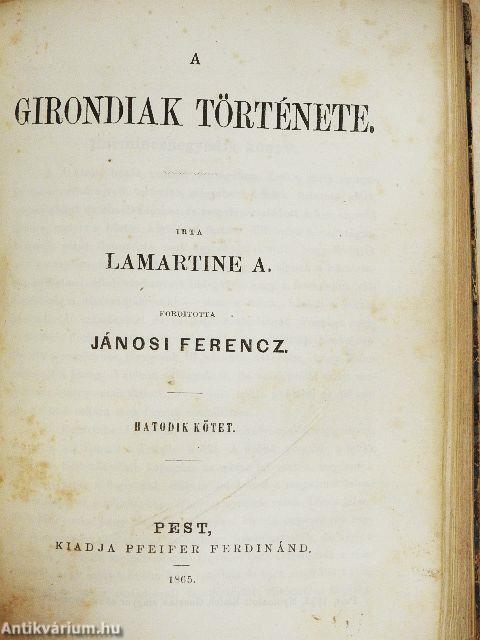 A
GIRONDIAK TÖRTÉNETE.
IRTA
LAMARTINE A.
FORDITOTTA
JÁNOSI FERENCZ.
HATODIK KÖTET.
PEST,
KIADJA PFEIFER FERDINÁND.
1865.
Antikvárium.hu